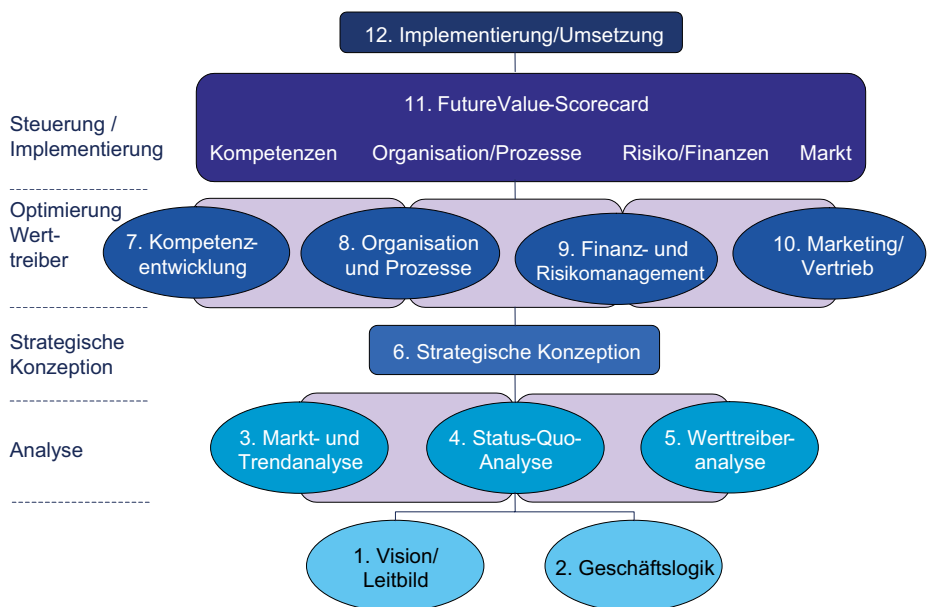 12. Implementierung/Umsetzung
11. FutureValue-Scorecard
Steuerung /
Implementierung
Kompetenzen Organisation/Prozesse Risiko/Finanzen Markt
Optimierung
Wert-
treiber
7. Kompetenz-
entwicklung
8. Organisation
und Prozesse
9. Finanz- und
Risikomanagement
10. Marketing/
Vertrieb
Strategische
Konzeption
6. Strategische Konzeption
Analyse
3. Markt- und
Trendanalyse
4. Status-Quo-
Analyse
5. Werttreiber-
analyse
1. Vision/
Leitbild
2. Geschäftslogik